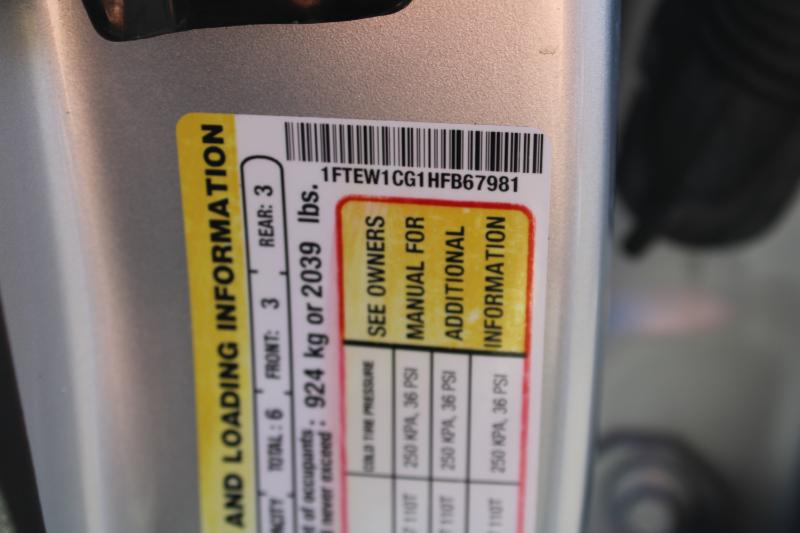 1FTEW1CG1HFB67981
AND LOADING INFORMATION
TOTAL : 6 FRONT: 3 REAR: 3
of occupants
never exceed : 924 kg or 2039 lbs.
COLD TIRE PRESSURE SEE OWNERS
110T 250 KPA, 36 PSI MANUAL FOR
110T 250 KPA, 36 PSI ADDITIONAL
110T 250 KPA, 36 PSI INFORMATION